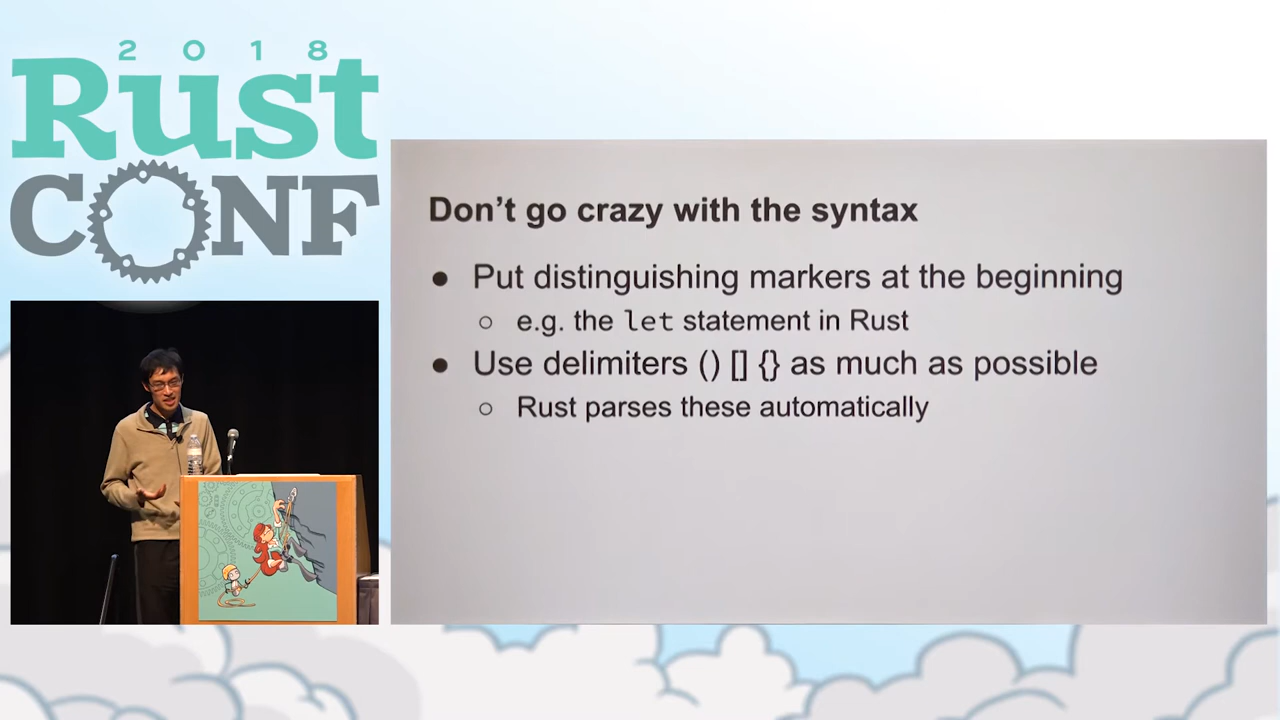 2018
Rust
CONF
Don't go crazy with the syntax
● Put distinguishing markers at the beginning
○ e.g. the let statement in Rust
● Use delimiters () [] {} as much as possible
○ Rust parses these automatically